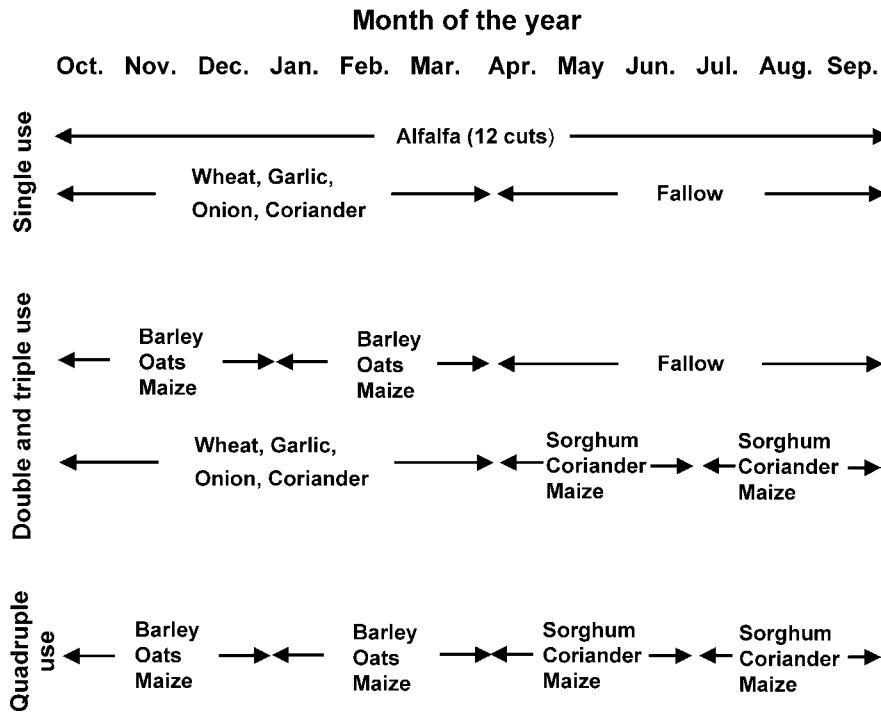 Month of the year
Oct. Nov. Dec. Jan. Feb. Mar. Apr. May Jun. Jul. Aug. Sep.
Single use
Alfalfa (12 cuts)
Wheat, Garlic,
Onion, Coriander
Fallow
Double and triple use
Barley
Oats
Maize
Barley
Oats
Maize
Fallow
Wheat, Garlic,
Onion, Coriander
Sorghum
Coriander
Maize
Sorghum
Coriander
Maize
Quadruple
use
Barley
Oats
Maize
Barley
Oats
Maize
Sorghum
Coriander
Maize
Sorghum
Coriander
Maize